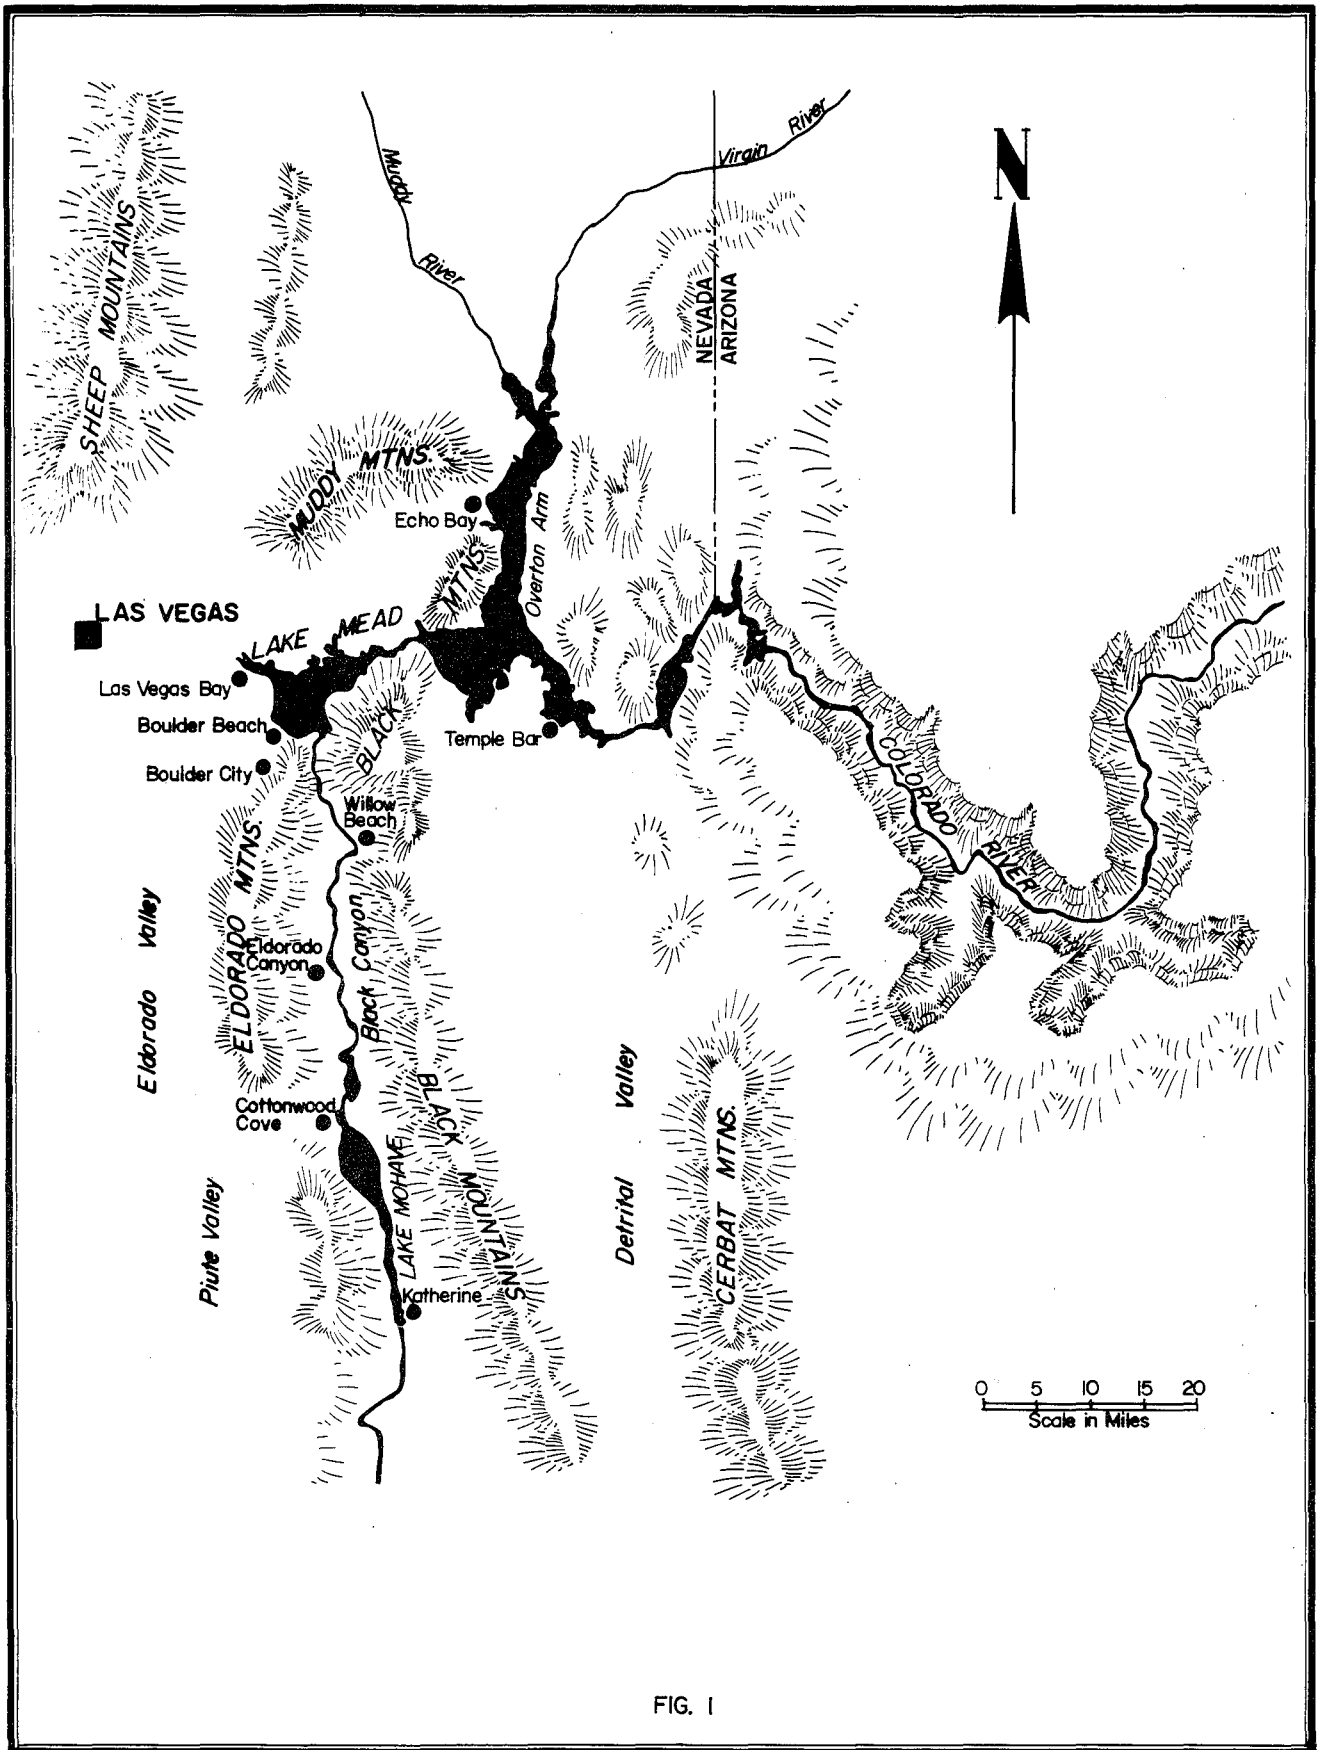 Muddy
River
Virgin River
N
SHEEP MOUNTAINS
NEVADA
ARIZONA
MUDDY MTNS.
Echo Bay
Overton Arm
MTNS
LAS VEGAS
LAKE MEAD
Las Vegas Bay
Boulder Beach
BLACK
Temple Bar
Boulder City
COLORADO
RIVER
Willow
Beach
ELDORADO MTNS.
Eldorado Valley
Eldorado
Canyon
Black Canyon
BLACK
MOUNTAINS
Cottonwood
Cove
LAKE MOHAVE
Detrital Valley
CERBAT MTNS.
Piute Valley
Katherine
0 5 10 15 20
Scale in Miles
FIG. 1